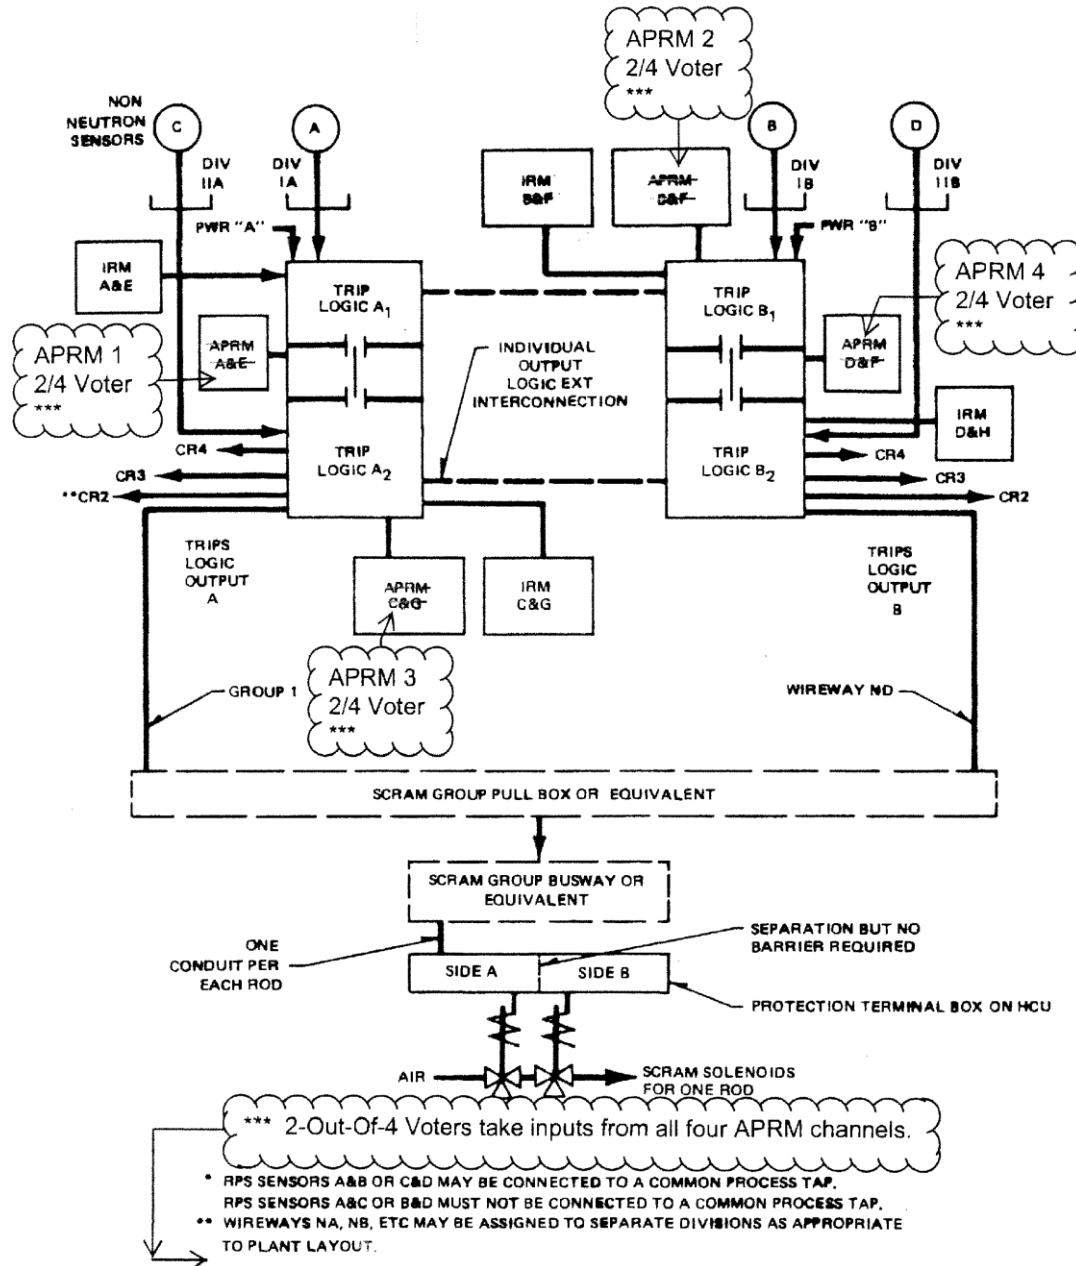 APRM 2
2/4 Voter
***
NON
NEUTRON
SENSORS
C
A
B
D
DIV
IIA
DIV
IA
DIV
IB
DIV
IIB
IRM
B&F
APRM
B&F
PWR "A"
PWR "B"
IRM
A&E
TRIP
LOGIC A1
TRIP
LOGIC B1
APRM 4
2/4 Voter
***
APRM 1
2/4 Voter
***
APRM
A&E
INDIVIDUAL
OUTPUT
LOGIC EXT
INTERCONNECTION
APRM
D&F
IRM
D&H
TRIP
LOGIC A2
TRIP
LOGIC B2
CR4
CR3
**CR2
CR4
CR3
CR2
TRIPS
LOGIC
OUTPUT
A
APRM
C&G
IRM
C&G
TRIPS
LOGIC
OUTPUT
B
APRM 3
2/4 Voter
***
GROUP 1
WIREWAY ND
SCRAM GROUP PULL BOX OR EQUIVALENT
SCRAM GROUP BUSWAY OR
EQUIVALENT
ONE
CONDUIT PER
EACH ROD
SEPARATION BUT NO
BARRIER REQUIRED
SIDE A
SIDE B
PROTECTION TERMINAL BOX ON HCU
AIR
SCRAM SOLENOIDS
FOR ONE ROD
*** 2-Out-Of-4 Voters take inputs from all four APRM channels.
* RPS SENSORS A&B OR C&D MAY BE CONNECTED TO A COMMON PROCESS TAP.
RPS SENSORS A&C OR B&D MUST NOT BE CONNECTED TO A COMMON PROCESS TAP.
** WIREWAYS NA, NB, ETC MAY BE ASSIGNED TO SEPARATE DIVISIONS AS APPROPRIATE
TO PLANT LAYOUT.